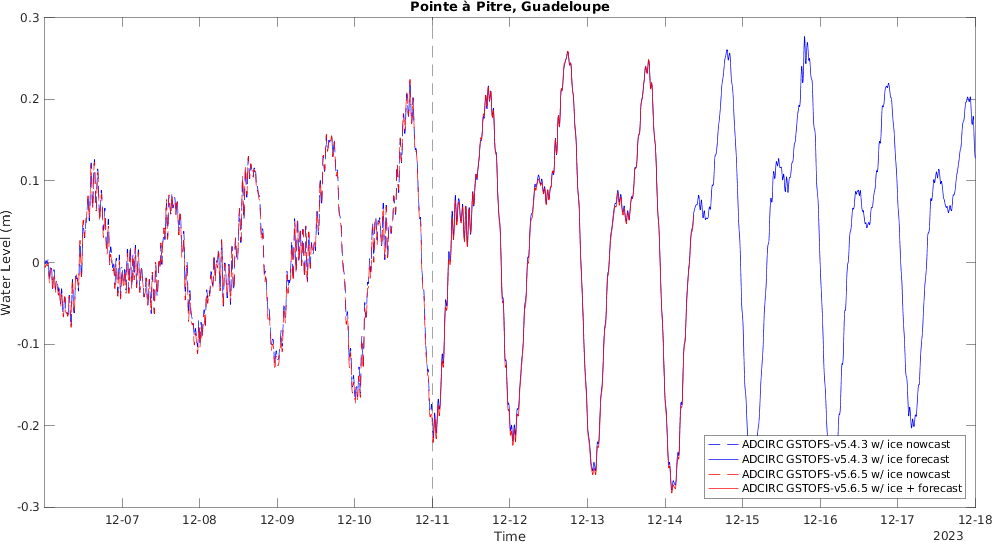 Pointe à Pitre, Guadeloupe
0.3
0.2
0.1
0
-0.1
-0.2
-0.3
Water Level (m)
ADCIRC GSTOFS-v5.4.3 w/ ice nowcast
ADCIRC GSTOFS-v5.4.3 w/ ice forecast
ADCIRC GSTOFS-v5.6.5 w/ ice nowcast
ADCIRC GSTOFS-v5.6.5 w/ ice + forecast
12-07 12-08 12-09 12-10 12-11 12-12 12-13 12-14 12-15 12-16 12-17 12-18
Time
2023